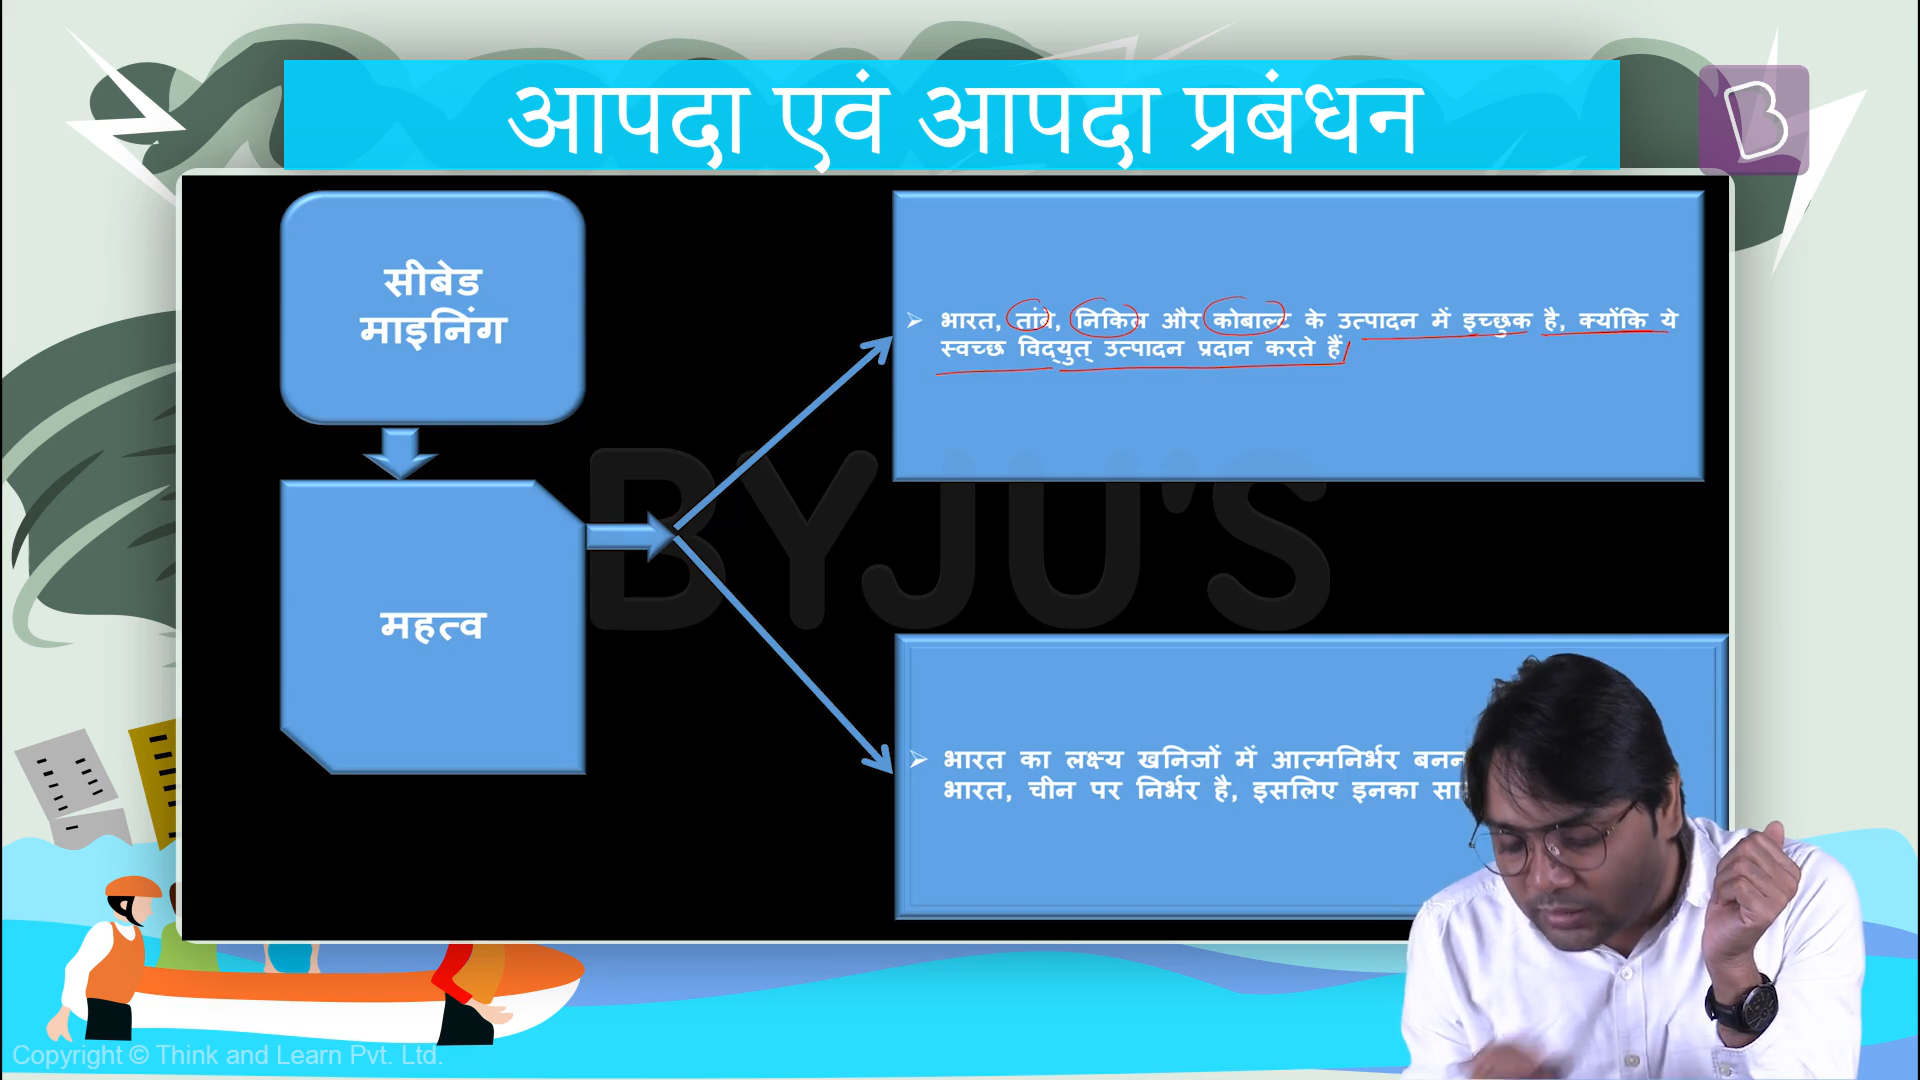 आपदा एवं आपदा प्रबंधन
सीबेड
माइनिंग
महत्व
भारत, तांबे, निकिल और कोबाल्ट के उत्पादन में इच्छुक है, क्योंकि ये
स्वच्छ विद्युत् उत्पादन प्रदान करते हैं
भारत का लक्ष्य खनिजों में आत्मनिर्भर
भारत, चीन पर निर्भर है, इसलिए इनका
BYJU'S
Copyright © Think and Learn Pvt. Ltd.